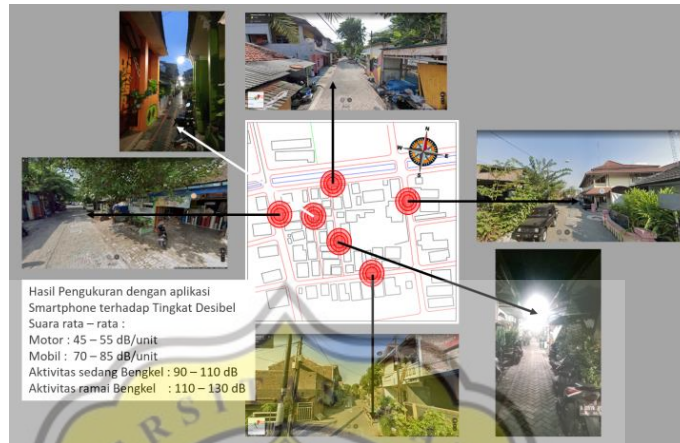 N
Hasil Pengukuran dengan aplikasi
Smartphone terhadap Tingkat Desibel
Suara rata – rata :
Motor : 45 – 55 dB/unit
Mobil : 70 – 85 dB/unit
Aktivitas sedang Bengkel : 90 – 110 dB
Aktivitas ramai Bengkel : 110 – 130 dB
ERSIT